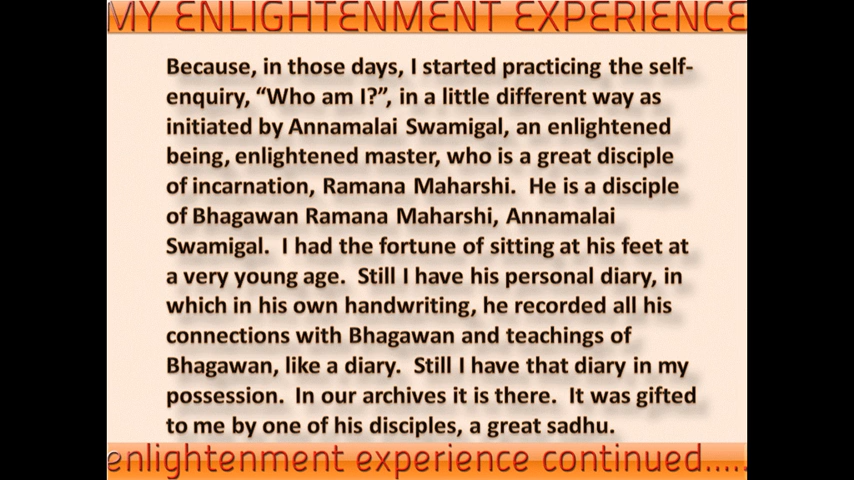 MY ENLIGHTENMENT EXPERIENCE
Because, in those days, I started practicing the self-
enquiry, “Who am I?”, in a little different way as
initiated by Annamalai Swamigal, an enlightened
being, enlightened master, who is a great disciple
of incarnation, Ramana Maharshi.  He is a disciple
of Bhagawan Ramana Maharshi, Annamalai
Swamigal.  I had the fortune of sitting at his feet at
a very young age.  Still I have his personal diary, in
which in his own handwriting, he recorded all his
connections with Bhagawan and teachings of
Bhagawan, like a diary.  Still I have that diary in my
possession.  In our archives it is there.  It was gifted
to me by one of his disciples, a great sadhu.
enlightenment experience continued.....